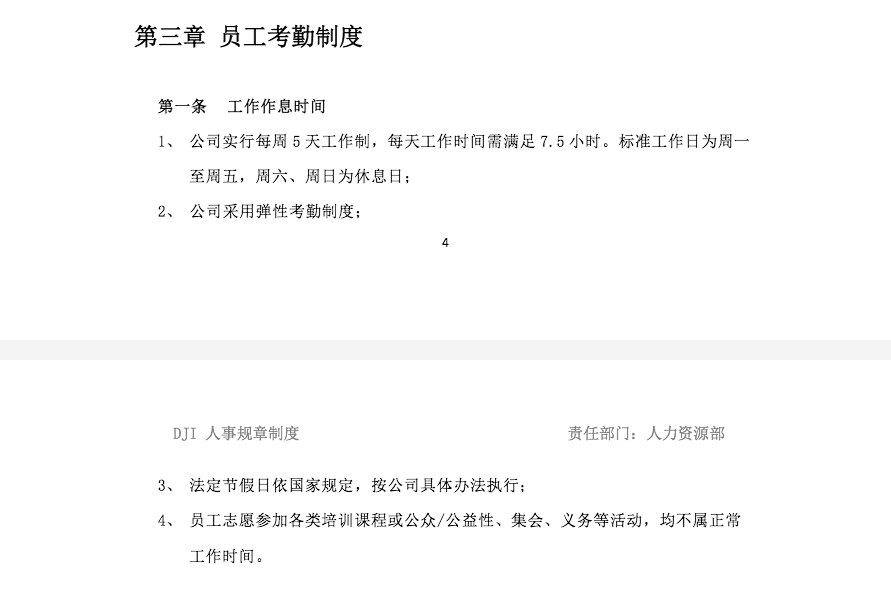 第三章 员工考勤制度
第一条 工作作息时间
1、 公司实行每周 5 天工作制，每天工作时间需满足 7.5 小时。标准工作日为周一
至周五，周六、周日为休息日；
2、 公司采用弹性考勤制度；
4
DJI 人事规章制度 责任部门：人力资源部
3、 法定节假日依国家规定，按公司具体办法执行；
4、 员工志愿参加各类培训课程或公众/公益性、集会、义务等活动，均不属正常
工作时间。